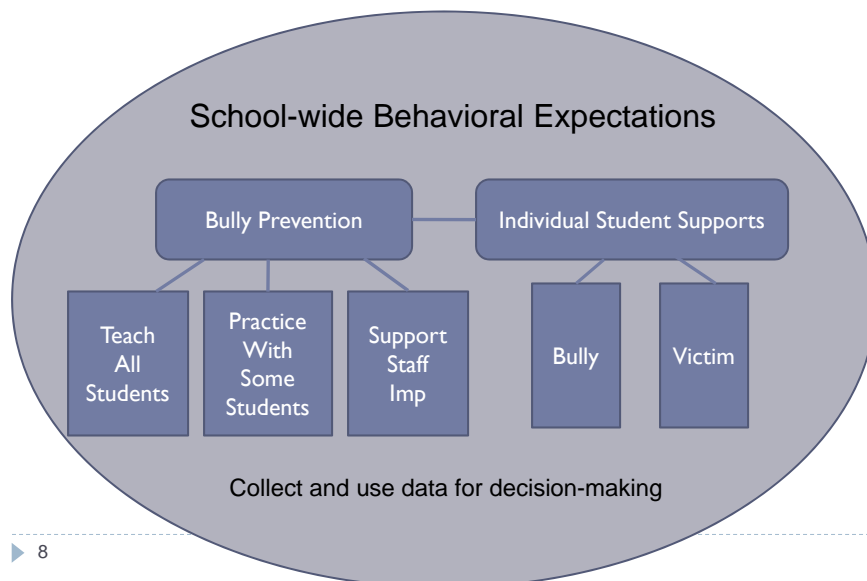 School-wide Behavioral Expectations
Bully Prevention
Individual Student Supports
Teach
All
Students
Practice
With
Some
Students
Support
Staff
Imp
Bully
Victim
Collect and use data for decision-making
8